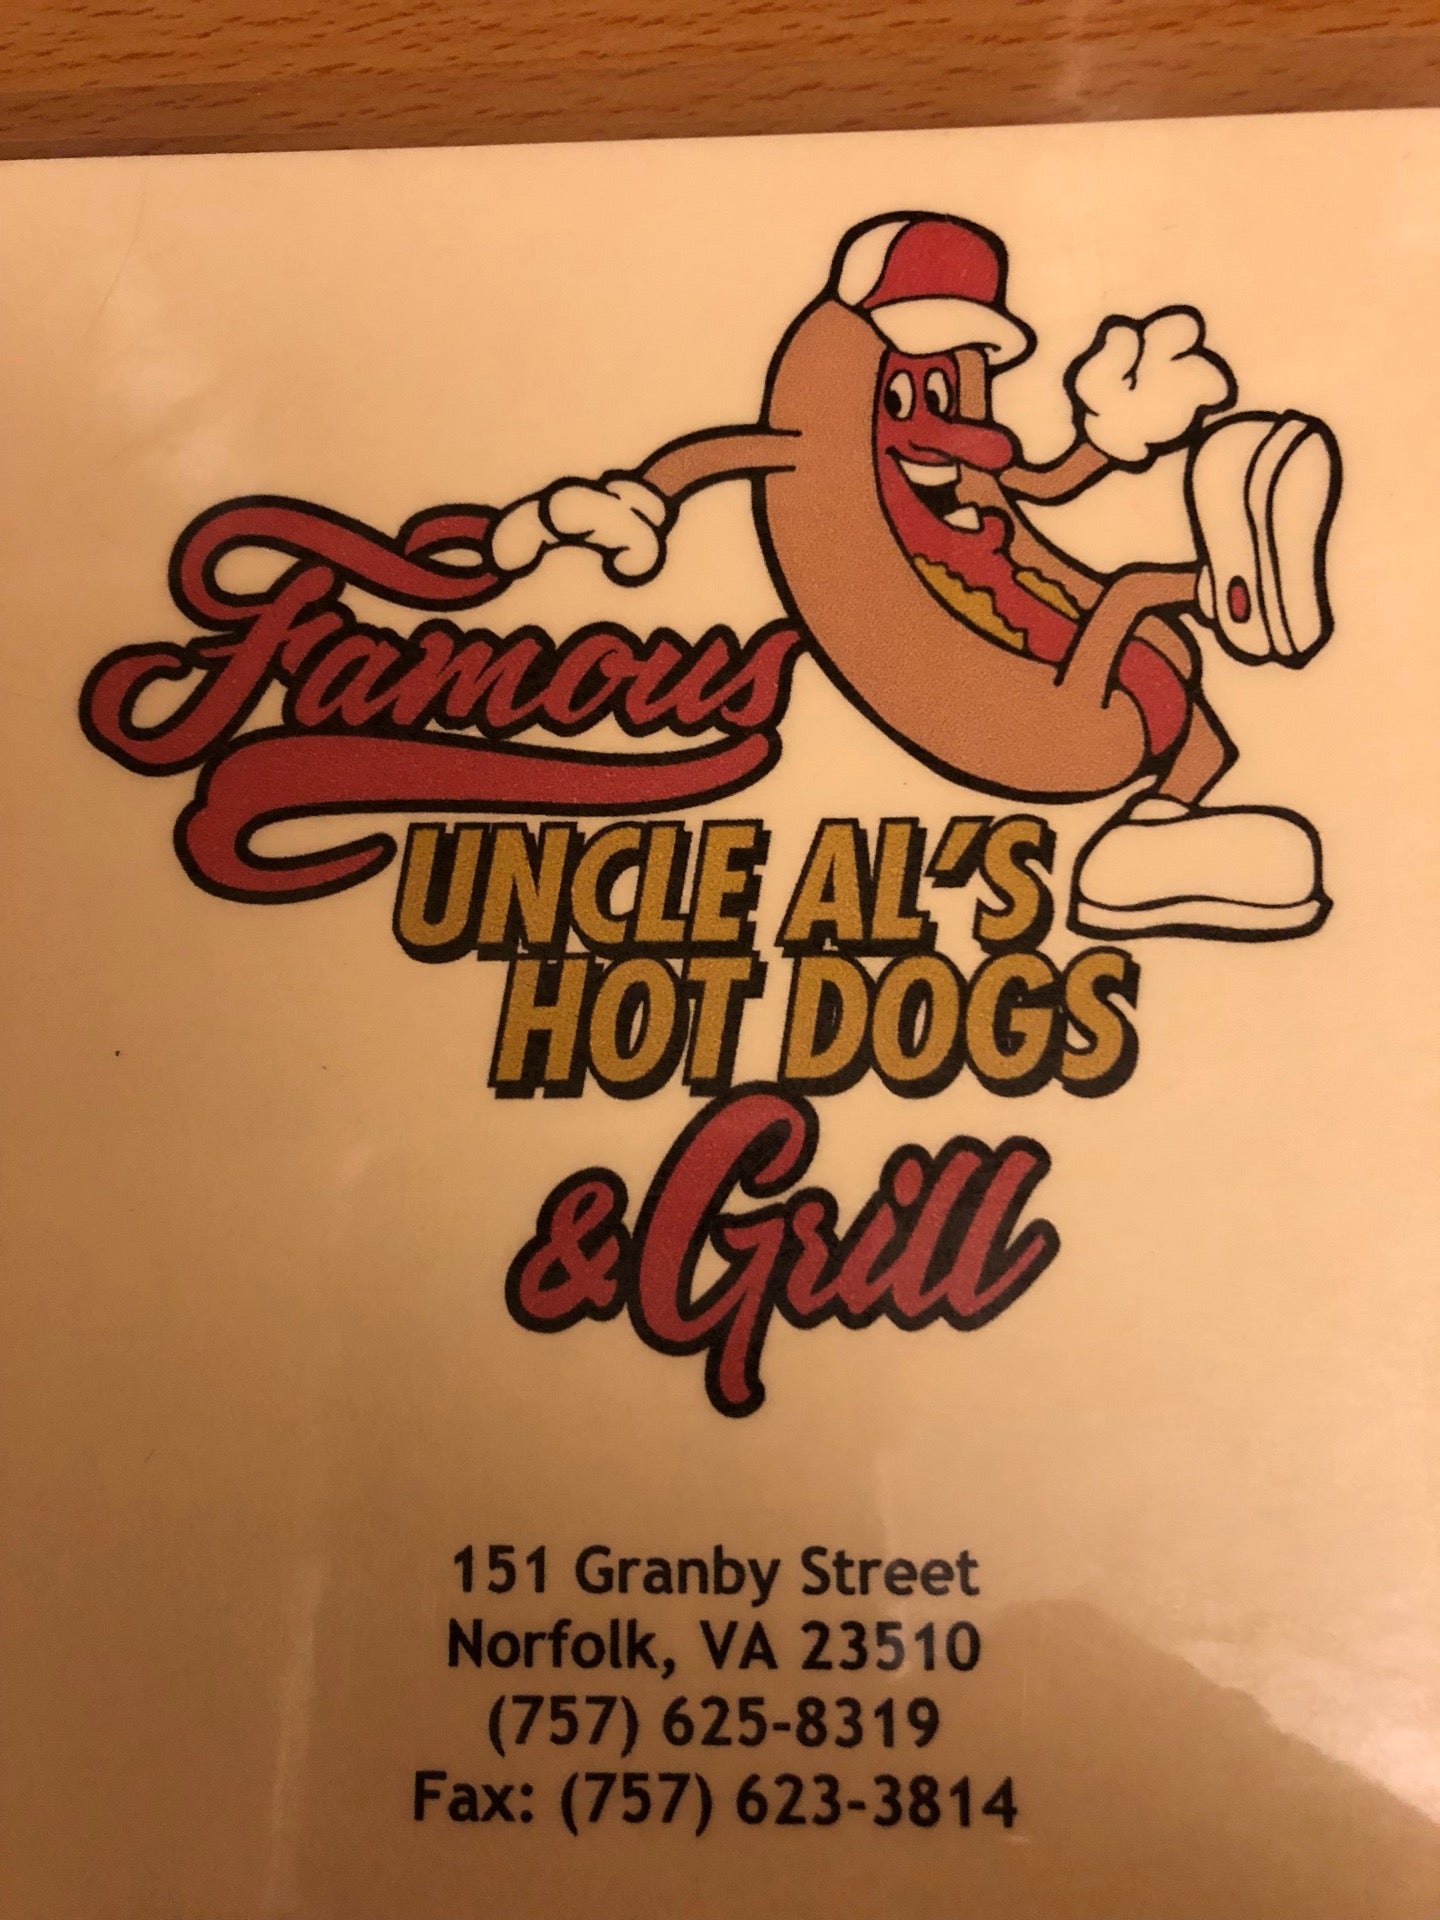 Famous
UNCLE AL'S
HOT DOGS
& Grill
151 Granby Street
Norfolk, VA 23510
(757) 625-8319
Fax: (757) 623-3814